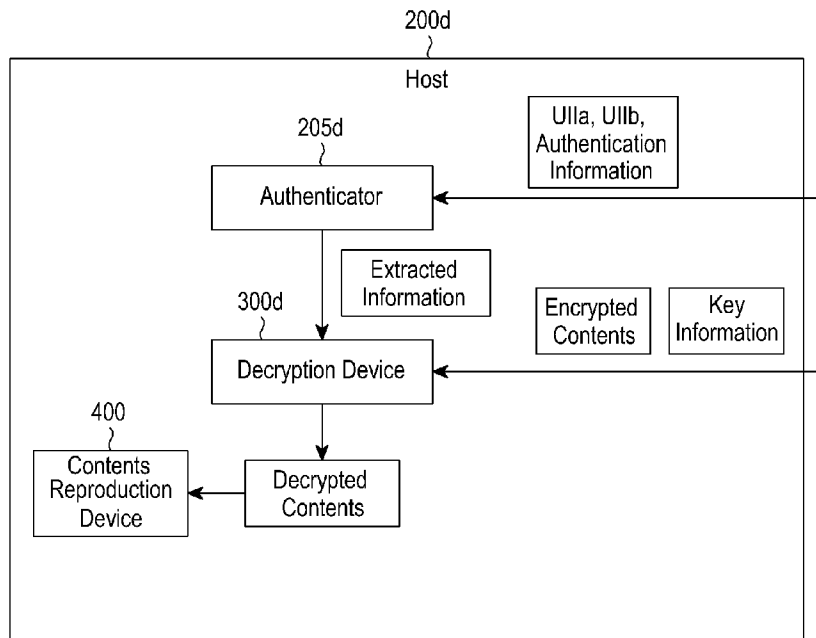 200d
Host
UIIa, UIIb,
Authentication
Information
205d
Authenticator
Extracted
Information
300d
Encrypted
Contents
Key
Information
Decryption Device
400
Contents
Reproduction
Device
Decrypted
Contents